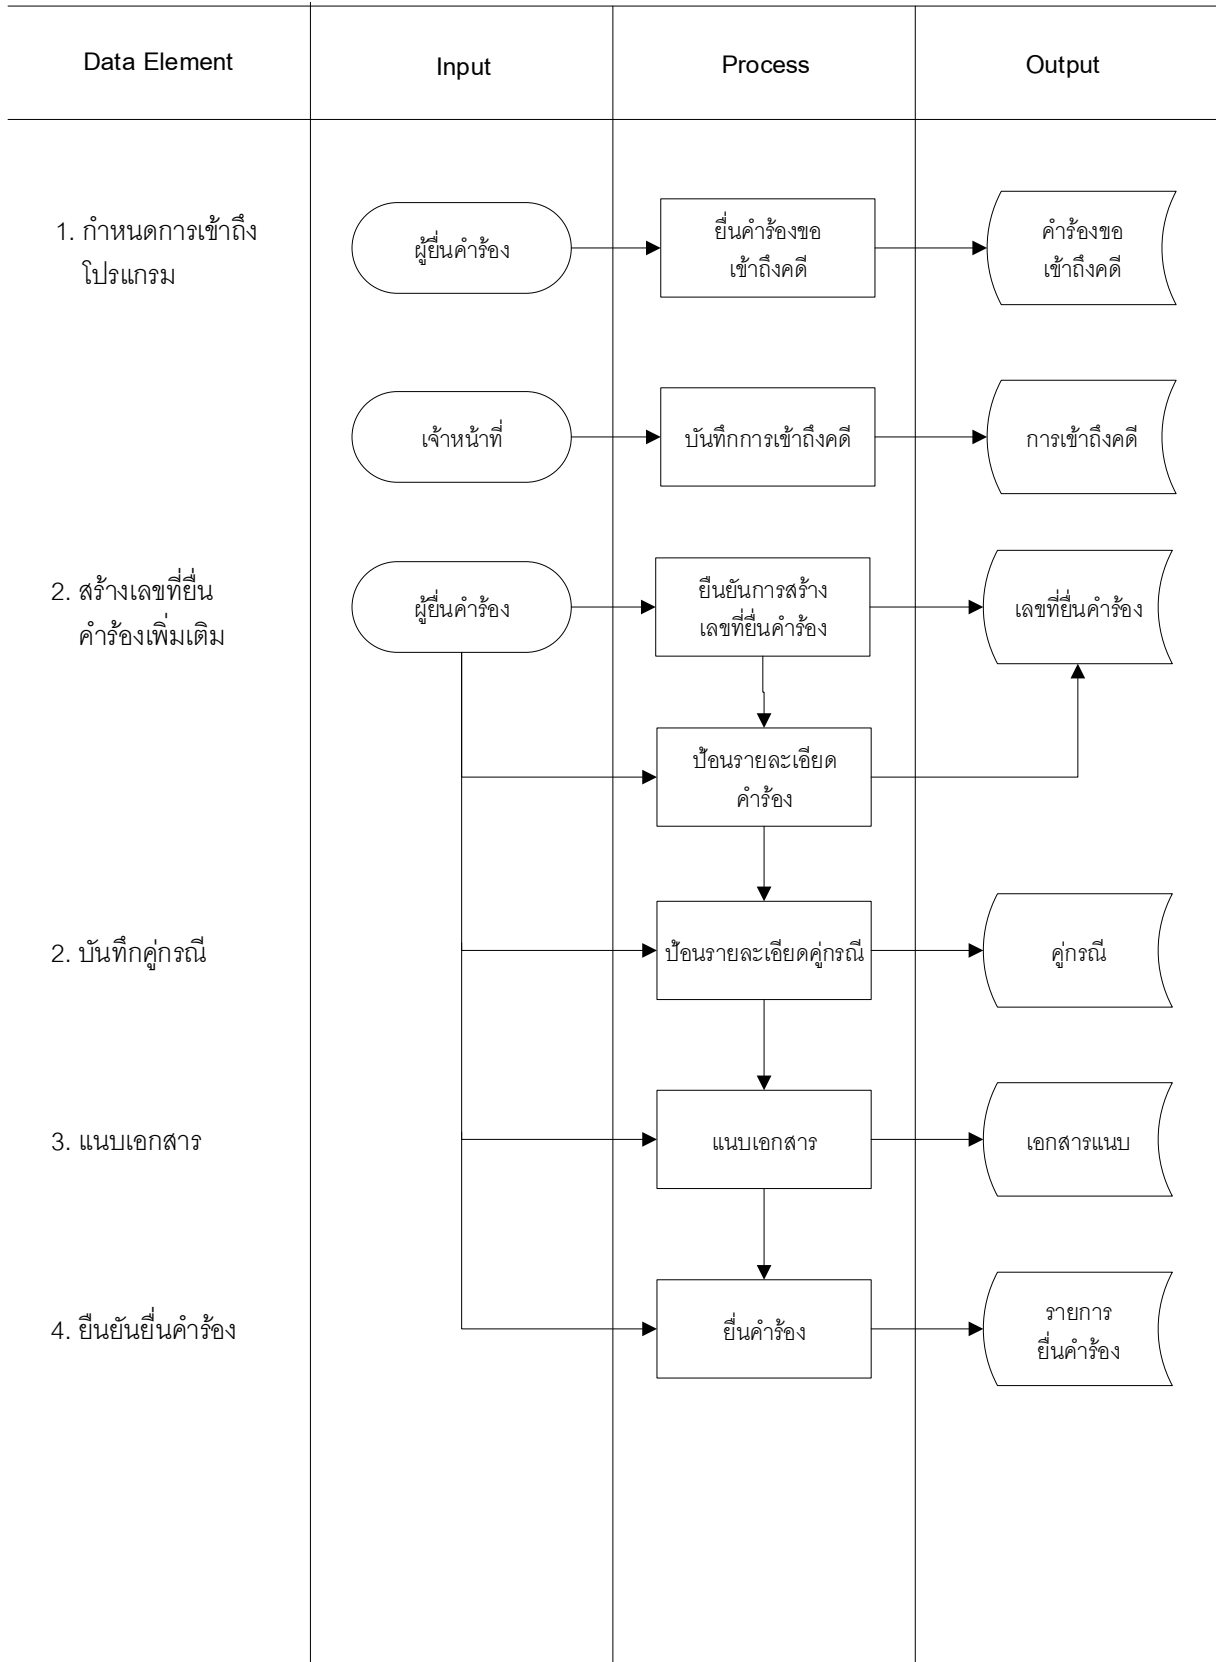 Data Element
Input
Process
Output
1. กำหนดการเข้าถึง
โปรแกรม
ผู้ยื่นคำร้อง
ยื่นคำร้องขอ
เข้าถึงคดี
คำร้องขอ
เข้าถึงคดี
เจ้าหน้าที่
บันทึกการเข้าถึงคดี
การเข้าถึงคดี
2. สร้างเลขที่ยื่น
คำร้องเพิ่มเติม
ผู้ยื่นคำร้อง
ยืนยันการสร้าง
เลขที่ยื่นคำร้อง
เลขที่ยื่นคำร้อง
ป้อนรายละเอียด
คำร้อง
2. บันทึกคู่กรณี
ป้อนรายละเอียดคู่กรณี
คู่กรณี
3. แนบเอกสาร
แนบเอกสาร
เอกสารแนบ
4. ยืนยันยื่นคำร้อง
ยื่นคำร้อง
รายการ
ยื่นคำร้อง